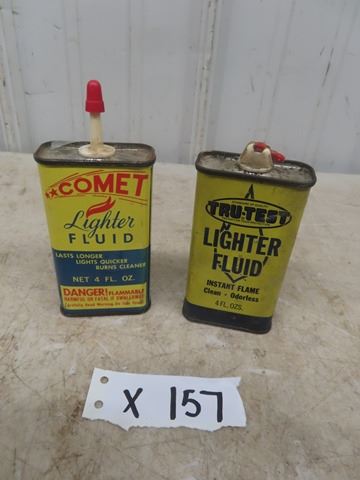 COMET
Lighter
FLUID
LASTS LONGER
LIGHTS QUICKER
BURNS CLEANER
NET 4 FL. OZ.
DANGER! FLAMMABLE
HARMFUL OR FATAL IF SWALLOWED
TRU-TEST
LIGHTER
FLUID
INSTANT FLAME
Clean - Odorless
4 FL. OZS.
X 157